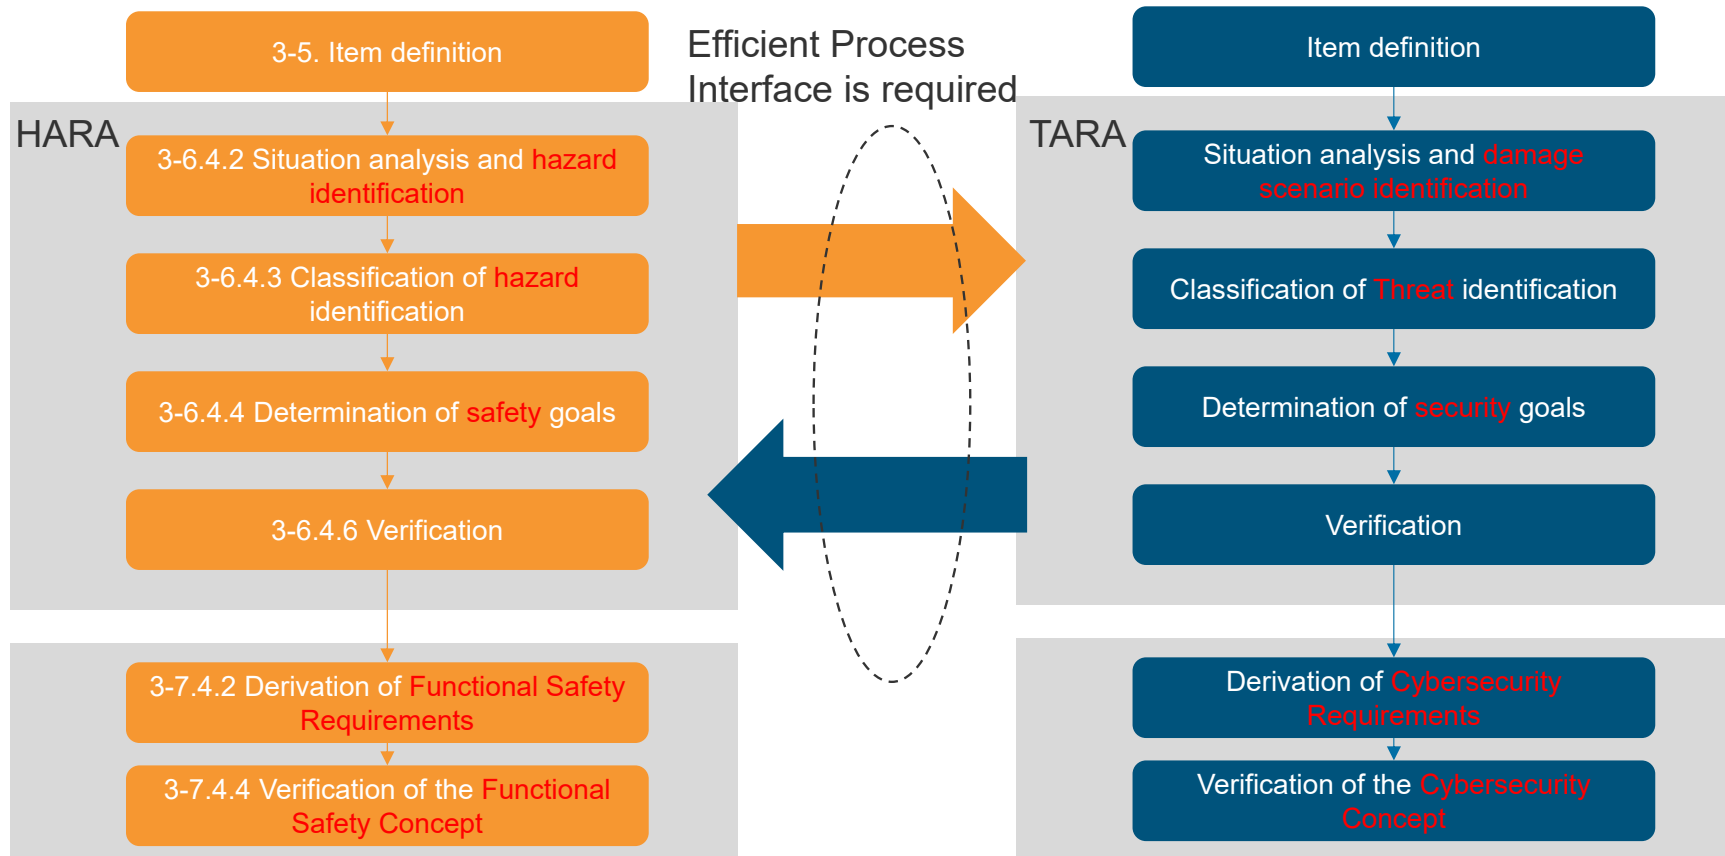 3-5. Item definition
HARA
3-6.4.2 Situation analysis and hazard
identification
3-6.4.3 Classification of hazard
identification
3-6.4.4 Determination of safety goals
3-6.4.6 Verification
3-7.4.2 Derivation of Functional Safety
Requirements
3-7.4.4 Verification of the Functional
Safety Concept
Efficient Process
Interface is required
Item definition
TARA
Situation analysis and damage
scenario identification
Classification of Threat identification
Determination of security goals
Verification
Derivation of Cybersecurity
Requirements
Verification of the Cybersecurity
Concept